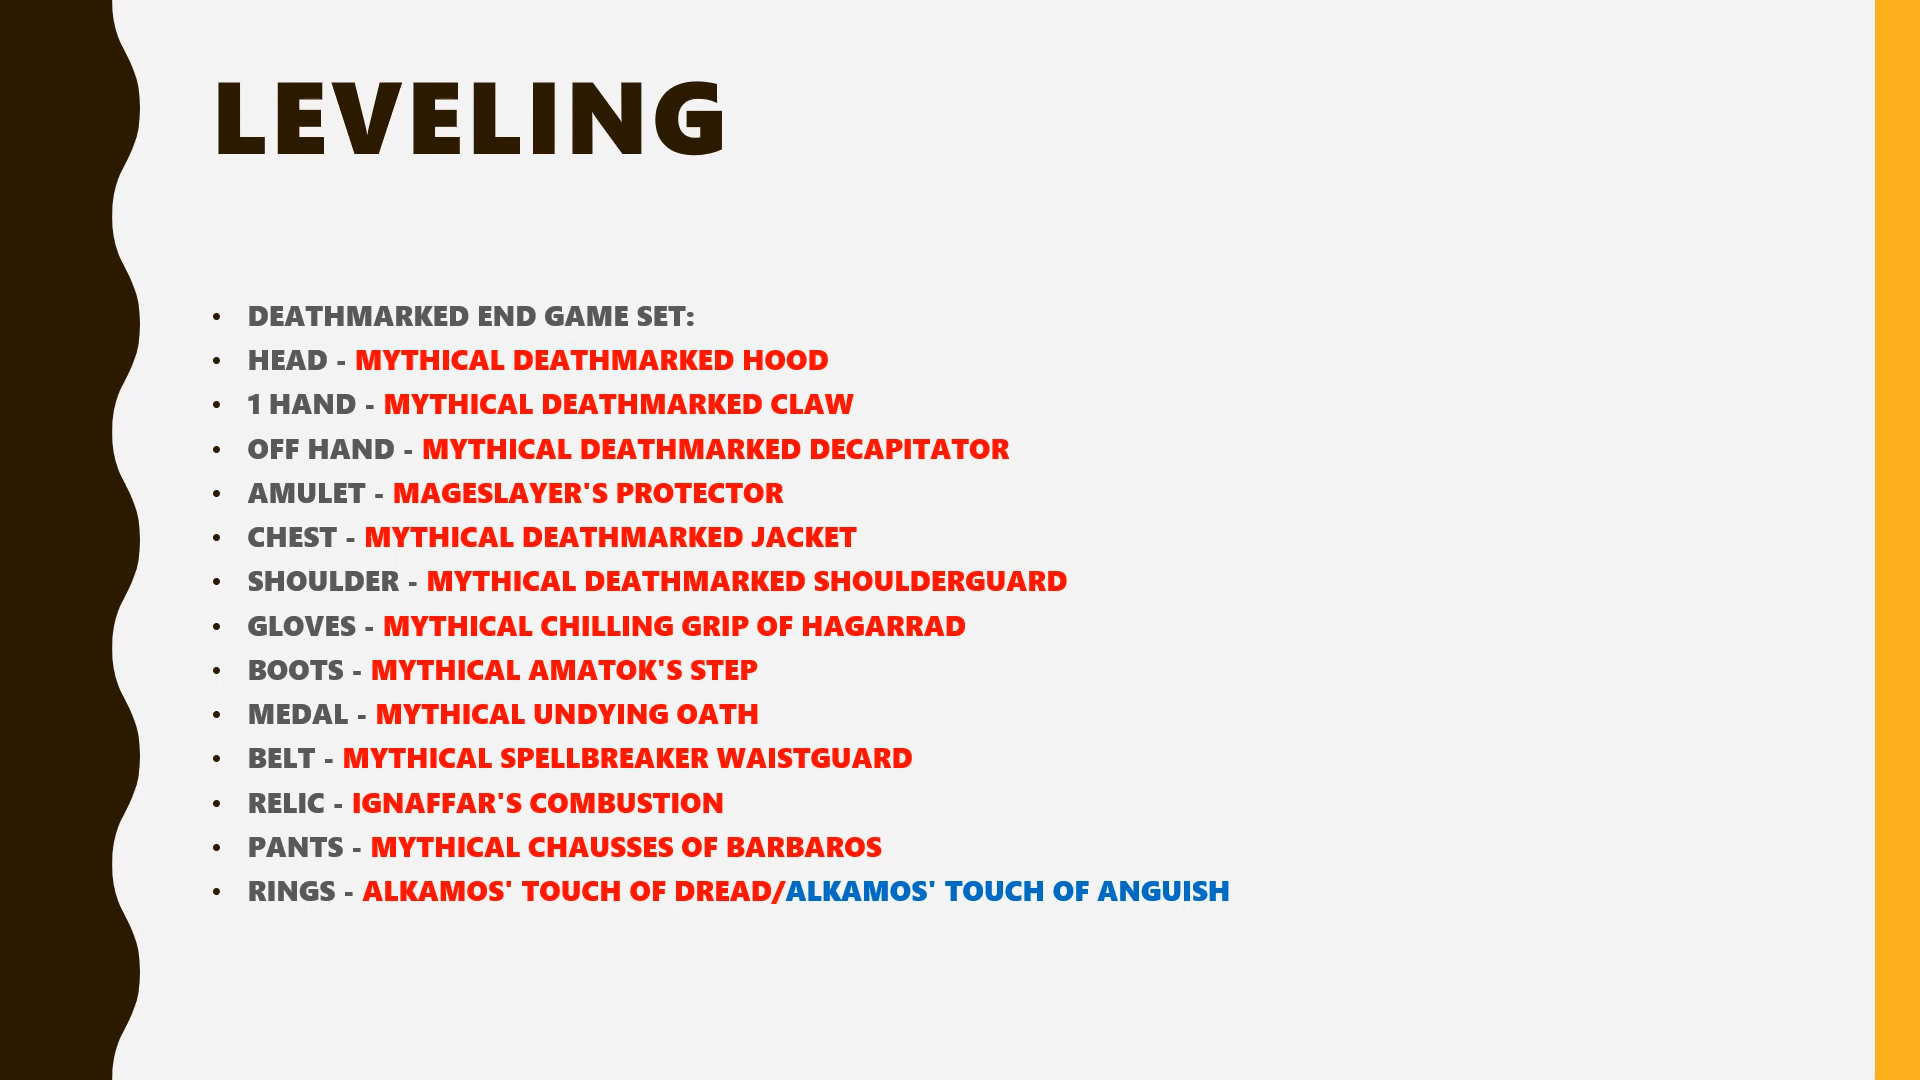 LEVELING
• DEATHMARKED END GAME SET:
• HEAD - MYTHICAL DEATHMARKED HOOD
• 1 HAND - MYTHICAL DEATHMARKED CLAW
• OFF HAND - MYTHICAL DEATHMARKED DECAPITATOR
• AMULET - MAGESLAYER'S PROTECTOR
• CHEST - MYTHICAL DEATHMARKED JACKET
• SHOULDER - MYTHICAL DEATHMARKED SHOULDERGUARD
• GLOVES - MYTHICAL CHILLING GRIP OF HAGARRAD
• BOOTS - MYTHICAL AMATOK'S STEP
• MEDAL - MYTHICAL UNDYING OATH
• BELT - MYTHICAL SPELLBREAKER WAISTGUARD
• RELIC - IGNAFFAR'S COMBUSTION
• PANTS - MYTHICAL CHAUSSES OF BARBAROS
• RINGS - ALKAMOS' TOUCH OF DREAD/ALKAMOS' TOUCH OF ANGUISH